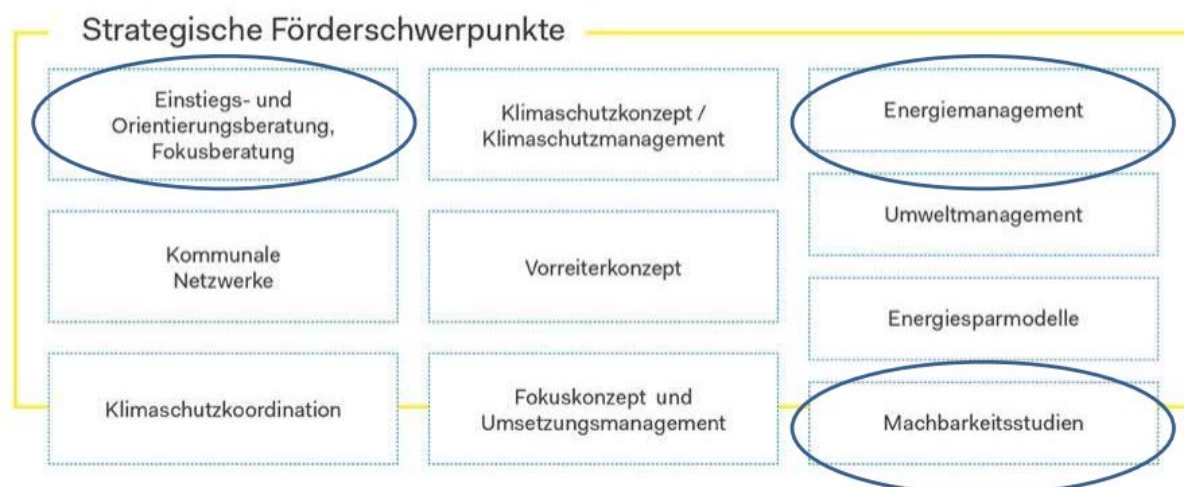 Strategische Förderschwerpunkte
Einstiegs- und
Orientierungsberatung,
Fokusberatung
Klimaschutzkonzept /
Klimaschutzmanagement
Energiemanagement
Umweltmanagement
Kommunale
Netzwerke
Vorreiterkonzept
Energiesparmodelle
Klimaschutzkoordination
Fokuskonzept und
Umsetzungsmanagement
Machbarkeitsstudien